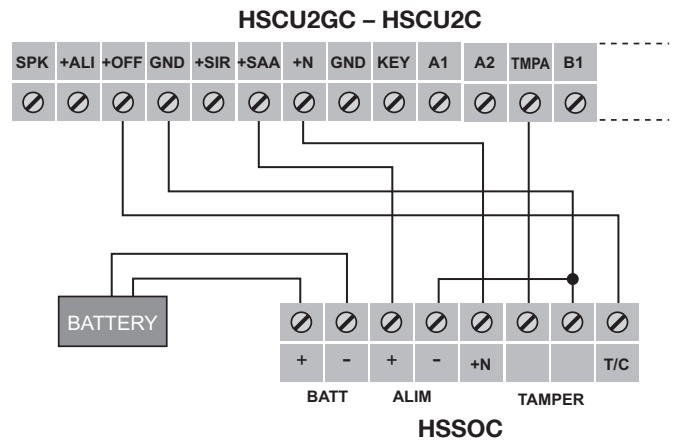 HSCU2GC – HSCU2C
SPK +ALI +OFF GND +SIR +SAA +N GND KEY A1 A2 TMPA B1
BATTERY
+ - + - +N T/C
BATT ALIM TAMPER
HSSOC